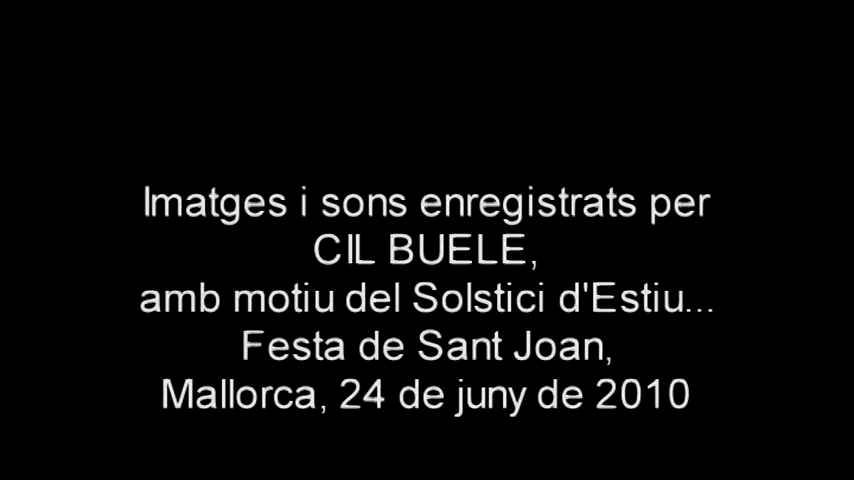 Imatges i sons enregistrats per
CIL BUELE,
amb motiu del Solstici d'Estiu...
Festa de Sant Joan,
Mallorca, 24 de juny de 2010